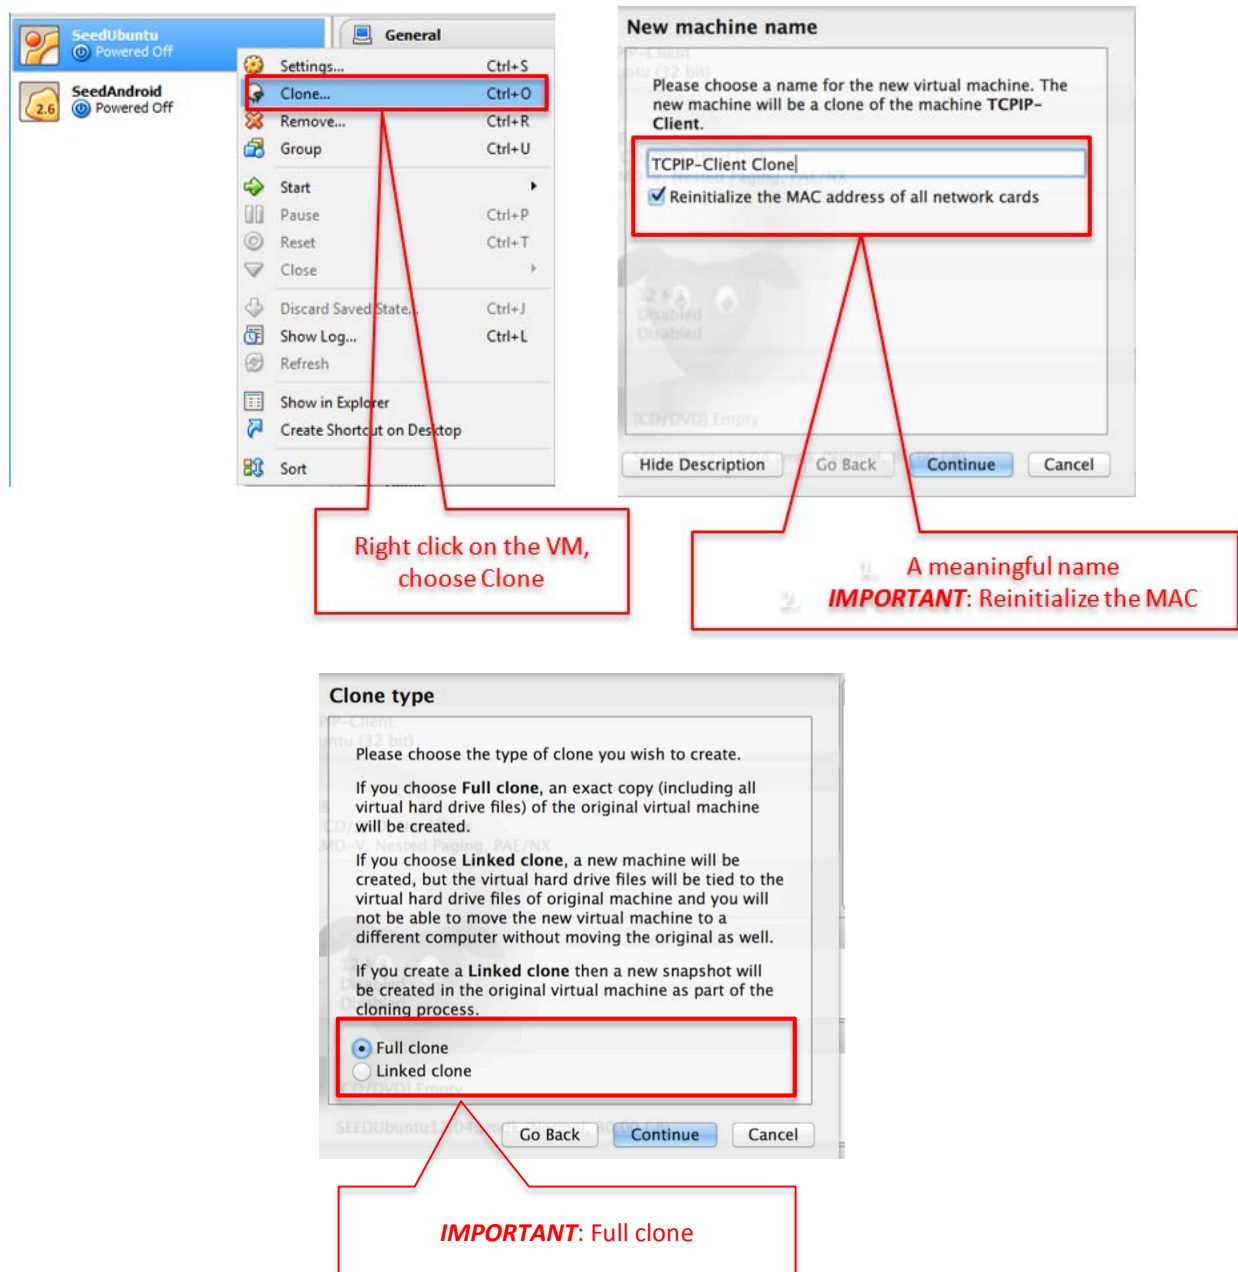 SeedUbuntu
Powered Off
2.6
SeedAndroid
Powered Off
General
Settings... Ctrl+S
Clone... Ctrl+O
Remove... Ctrl+R
Group Ctrl+U
Start
Pause Ctrl+P
Reset Ctrl+T
Close
Discard Saved State... Ctrl+J
Show Log... Ctrl+L
Refresh
Show in Explorer
Create Shortcut on Desktop
Sort
Right click on the VM,
choose Clone
New machine name
Please choose a name for the new virtual machine. The
new machine will be a clone of the machine TCPIP-
Client.
TCPIP-Client Clone
Reinitialize the MAC address of all network cards
Disabled
Disabled
[CD/DVD] Empty
Hide Description Go Back Continue Cancel
1. A meaningful name
2. IMPORTANT: Reinitialize the MAC
Clone type
Please choose the type of clone you wish to create.
If you choose Full clone, an exact copy (including all
virtual hard drive files) of the original virtual machine
will be created.
If you choose Linked clone, a new machine will be
created, but the virtual hard drive files will be tied to the
virtual hard drive files of original machine and you will
not be able to move the new virtual machine to a
different computer without moving the original as well.
If you create a Linked clone then a new snapshot will
be created in the original virtual machine as part of the
cloning process.
Full clone
Linked clone
Go Back Continue Cancel
IMPORTANT: Full clone